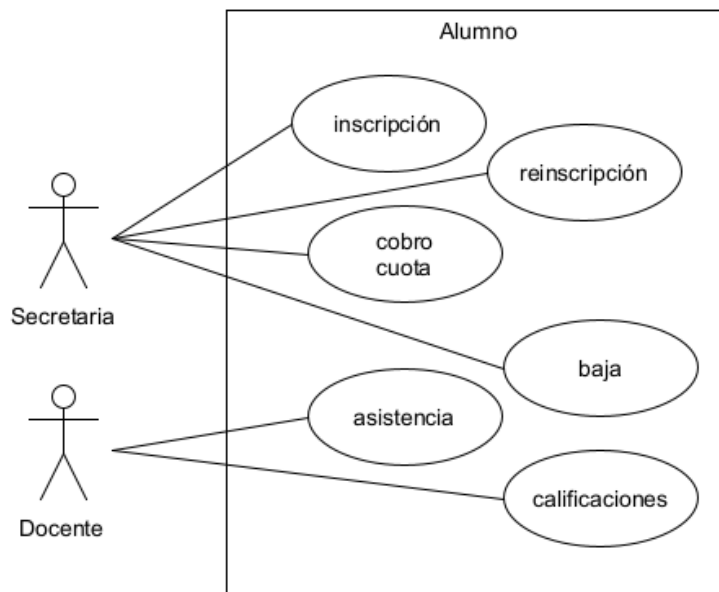 Alumno
inscripción
reinscripción
cobro
cuota
Secretaria
baja
asistencia
calificaciones
Docente